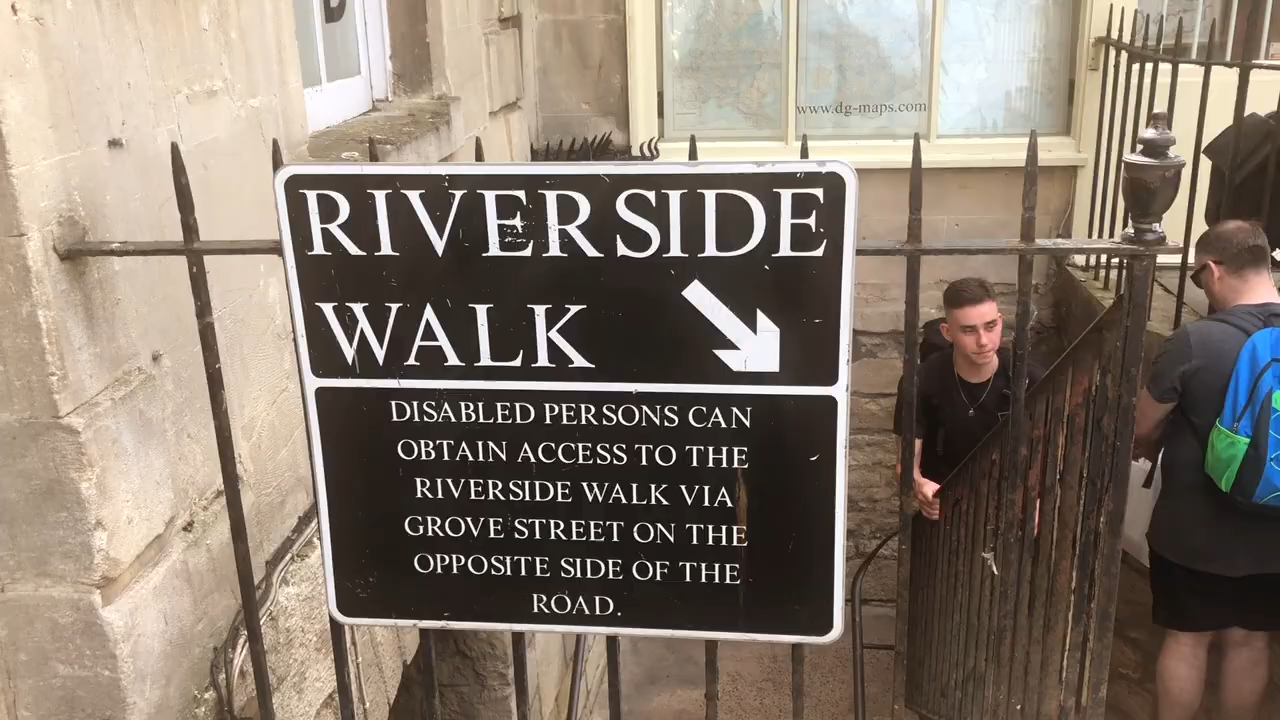 www.dg-maps.com
RIVERSIDE
WALK
DISABLED PERSONS CAN
OBTAIN ACCESS TO THE
RIVERSIDE WALK VIA
GROVE STREET ON THE
OPPOSITE SIDE OF THE
ROAD.